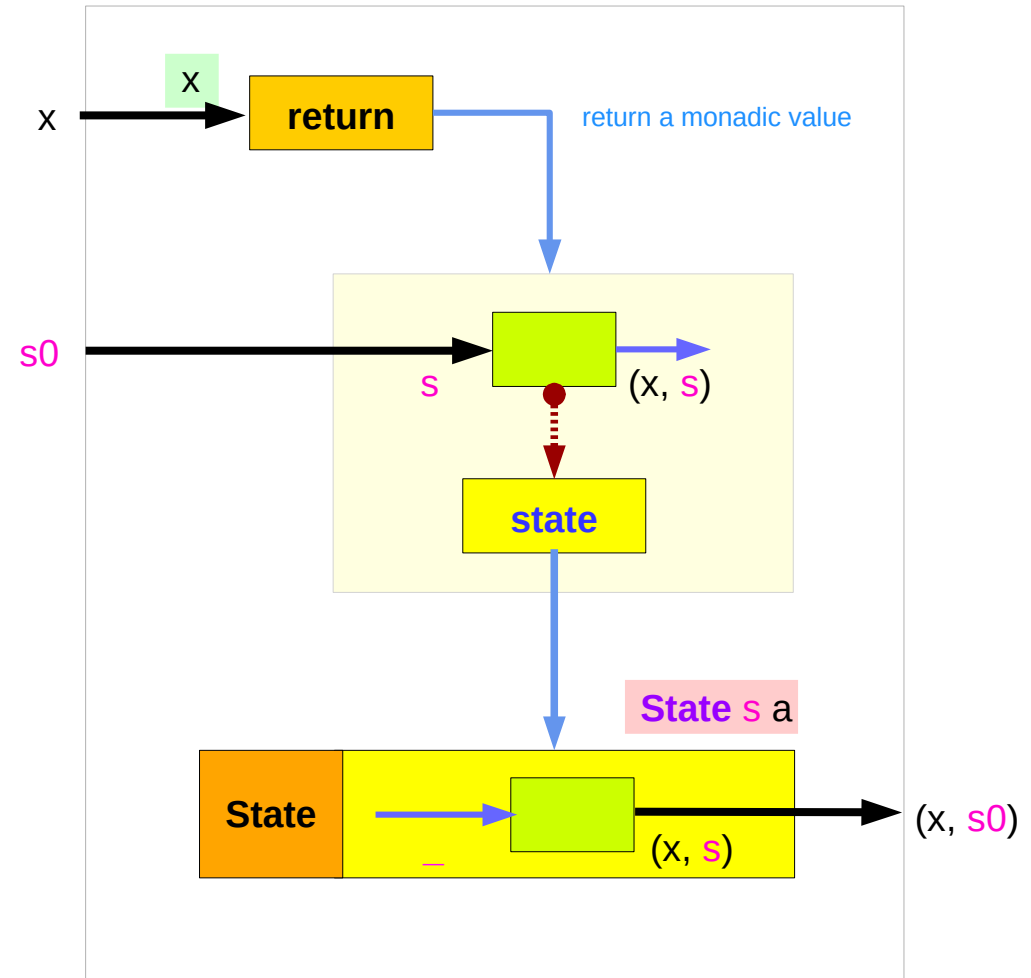 x
x
return
return a monadic value
s0
s
(x, s)
state
State s a
State
_
(x, s)
(x, s0)